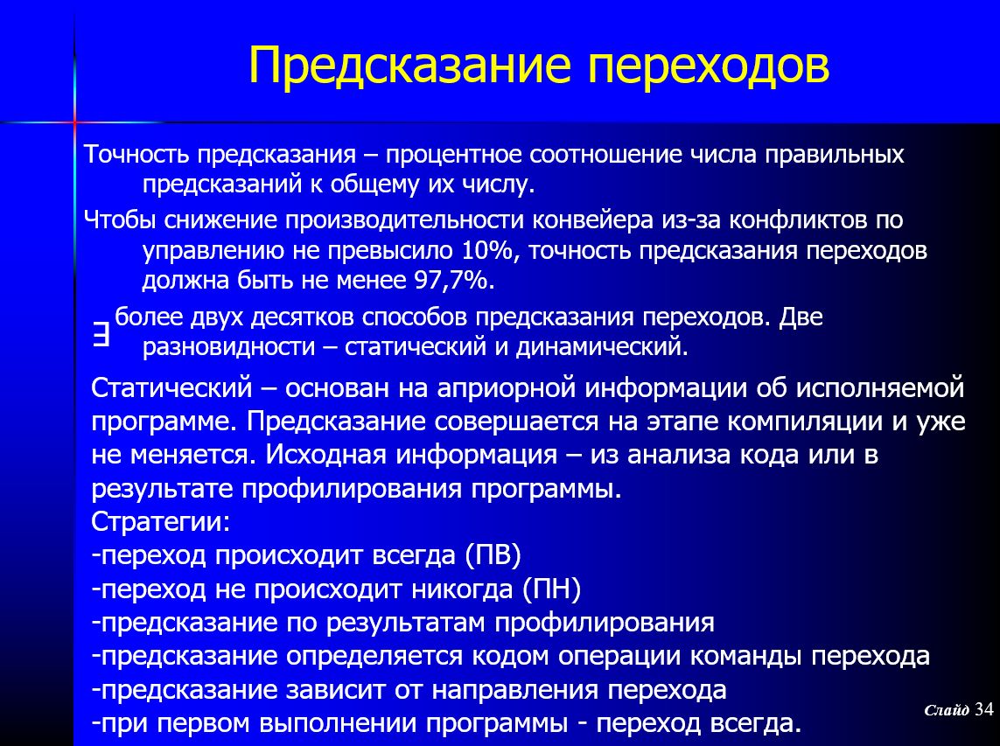 Предсказание переходов
Точность предсказания – процентное соотношение числа правильных
предсказаний к общему их числу.
Чтобы снижение производительности конвейера из-за конфликтов по
управлению не превысило 10%, точность предсказания переходов
должна быть не менее 97,7%.
∃ более двух десятков способов предсказания переходов. Две
разновидности – статический и динамический.
Статический – основан на априорной информации об исполняемой
программе. Предсказание совершается на этапе компиляции и уже
не меняется. Исходная информация – из анализа кода или в
результате профилирования программы.
Стратегии:
-переход происходит всегда (ПВ)
-переход не происходит никогда (ПН)
-предсказание по результатам профилирования
-предсказание определяется кодом операции команды перехода
-предсказание зависит от направления перехода
-при первом выполнении программы - переход всегда.
Слайд 34